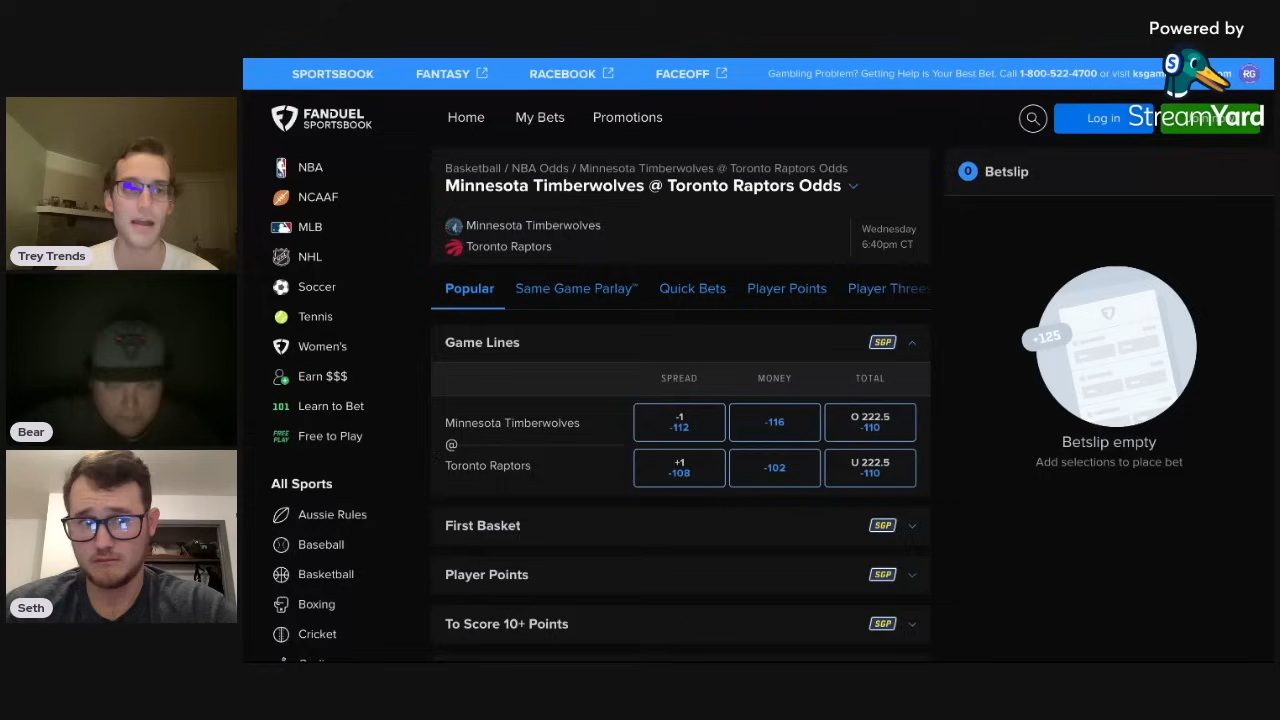 Powered by
StreamYard
SPORTSBOOK
FANTASY
RACEBOOK
FACEOFF
Gambling Problem? Getting Help is Your Best Bet. Call 1-800-522-4700 or visit
RG
FANDUEL
SPORTSBOOK
Home
My Bets
Promotions
Log in
NBA
NCAAF
MLB
NHL
Soccer
Tennis
Women's
Earn $$$
101 Learn to Bet
FREE PLAY Free to Play
All Sports
Aussie Rules
Baseball
Basketball
Boxing
Cricket
Basketball / NBA Odds / Minnesota Timberwolves @ Toronto Raptors Odds
Minnesota Timberwolves @ Toronto Raptors Odds
Minnesota Timberwolves
Toronto Raptors
Wednesday
6:40pm CT
Popular
Same Game Parlay™
Quick Bets
Player Points
Player Threes
Game Lines
SGP
SPREAD
MONEY
TOTAL
Minnesota Timberwolves
-1
-112
-116
O 222.5
-110
@
Toronto Raptors
+1
-108
-102
U 222.5
-110
First Basket
SGP
Player Points
SGP
To Score 10+ Points
SGP
0 Betslip
+125
Betslip empty
Add selections to place bet
Trey Trends
Bear
Seth